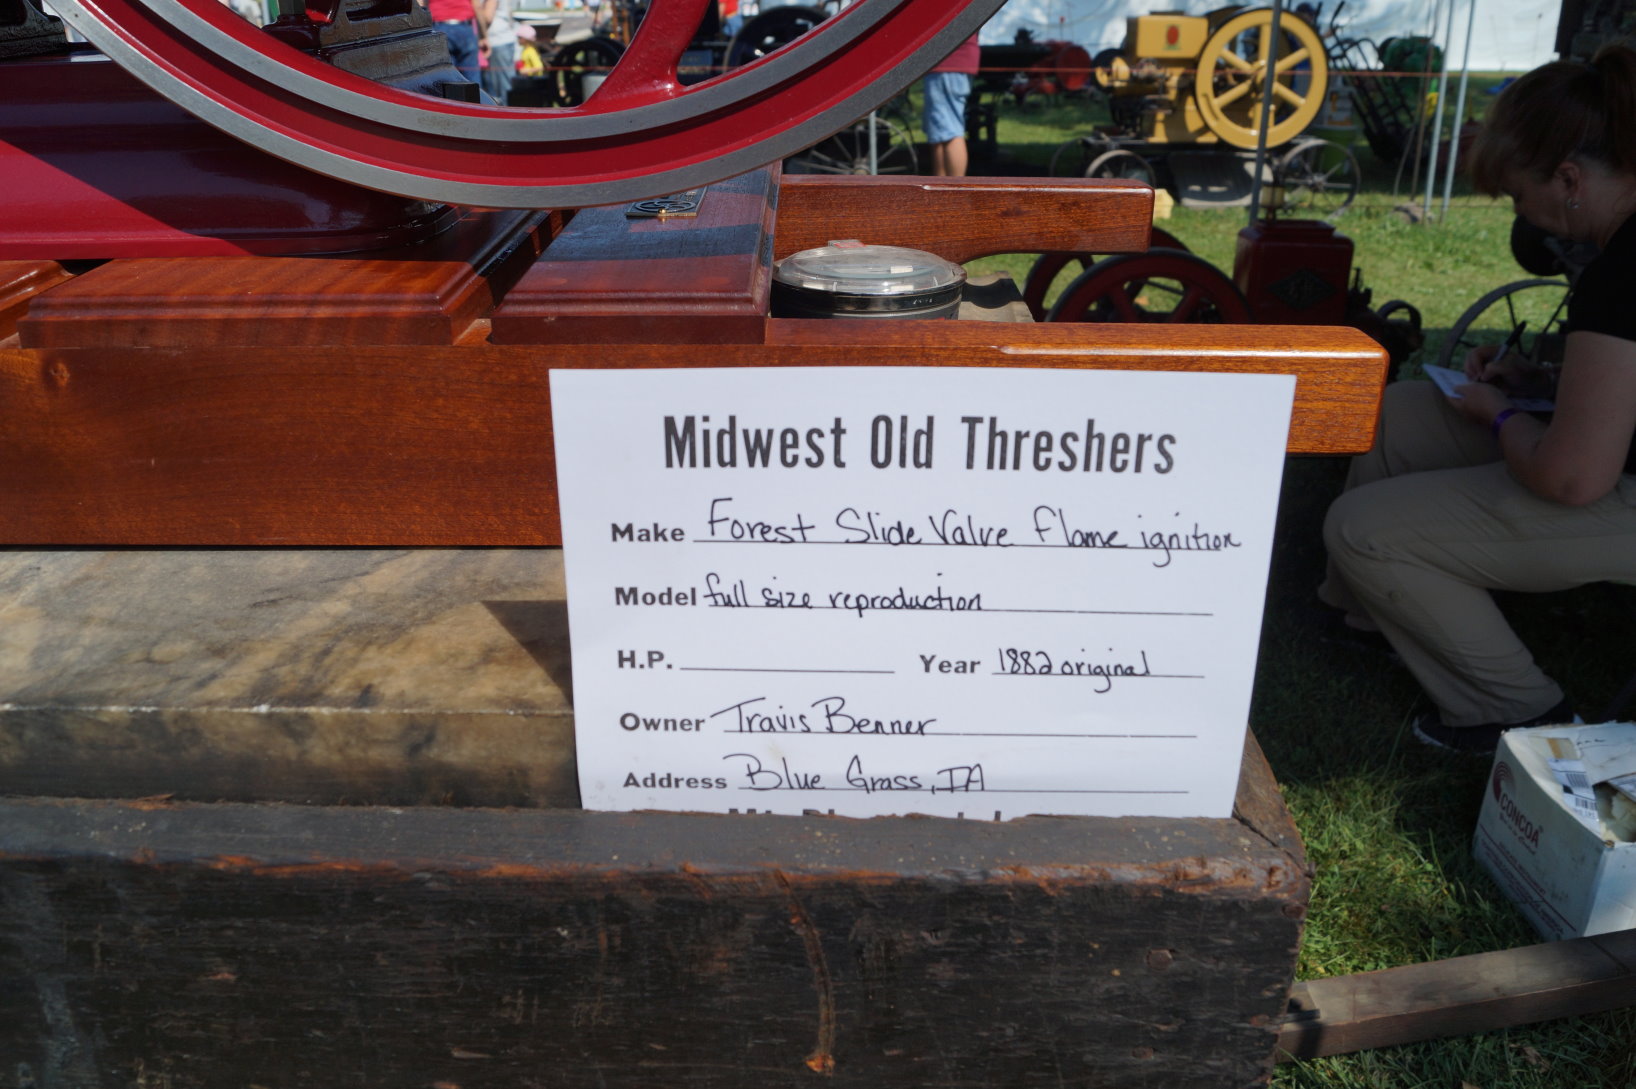 Midwest Old Threshers
Make Forest Slide Valve flame ignition
Model full size reproduction
H.P. Year 1882 original
Owner Travis Benner
Address Blue Grass, IA
CONCOA